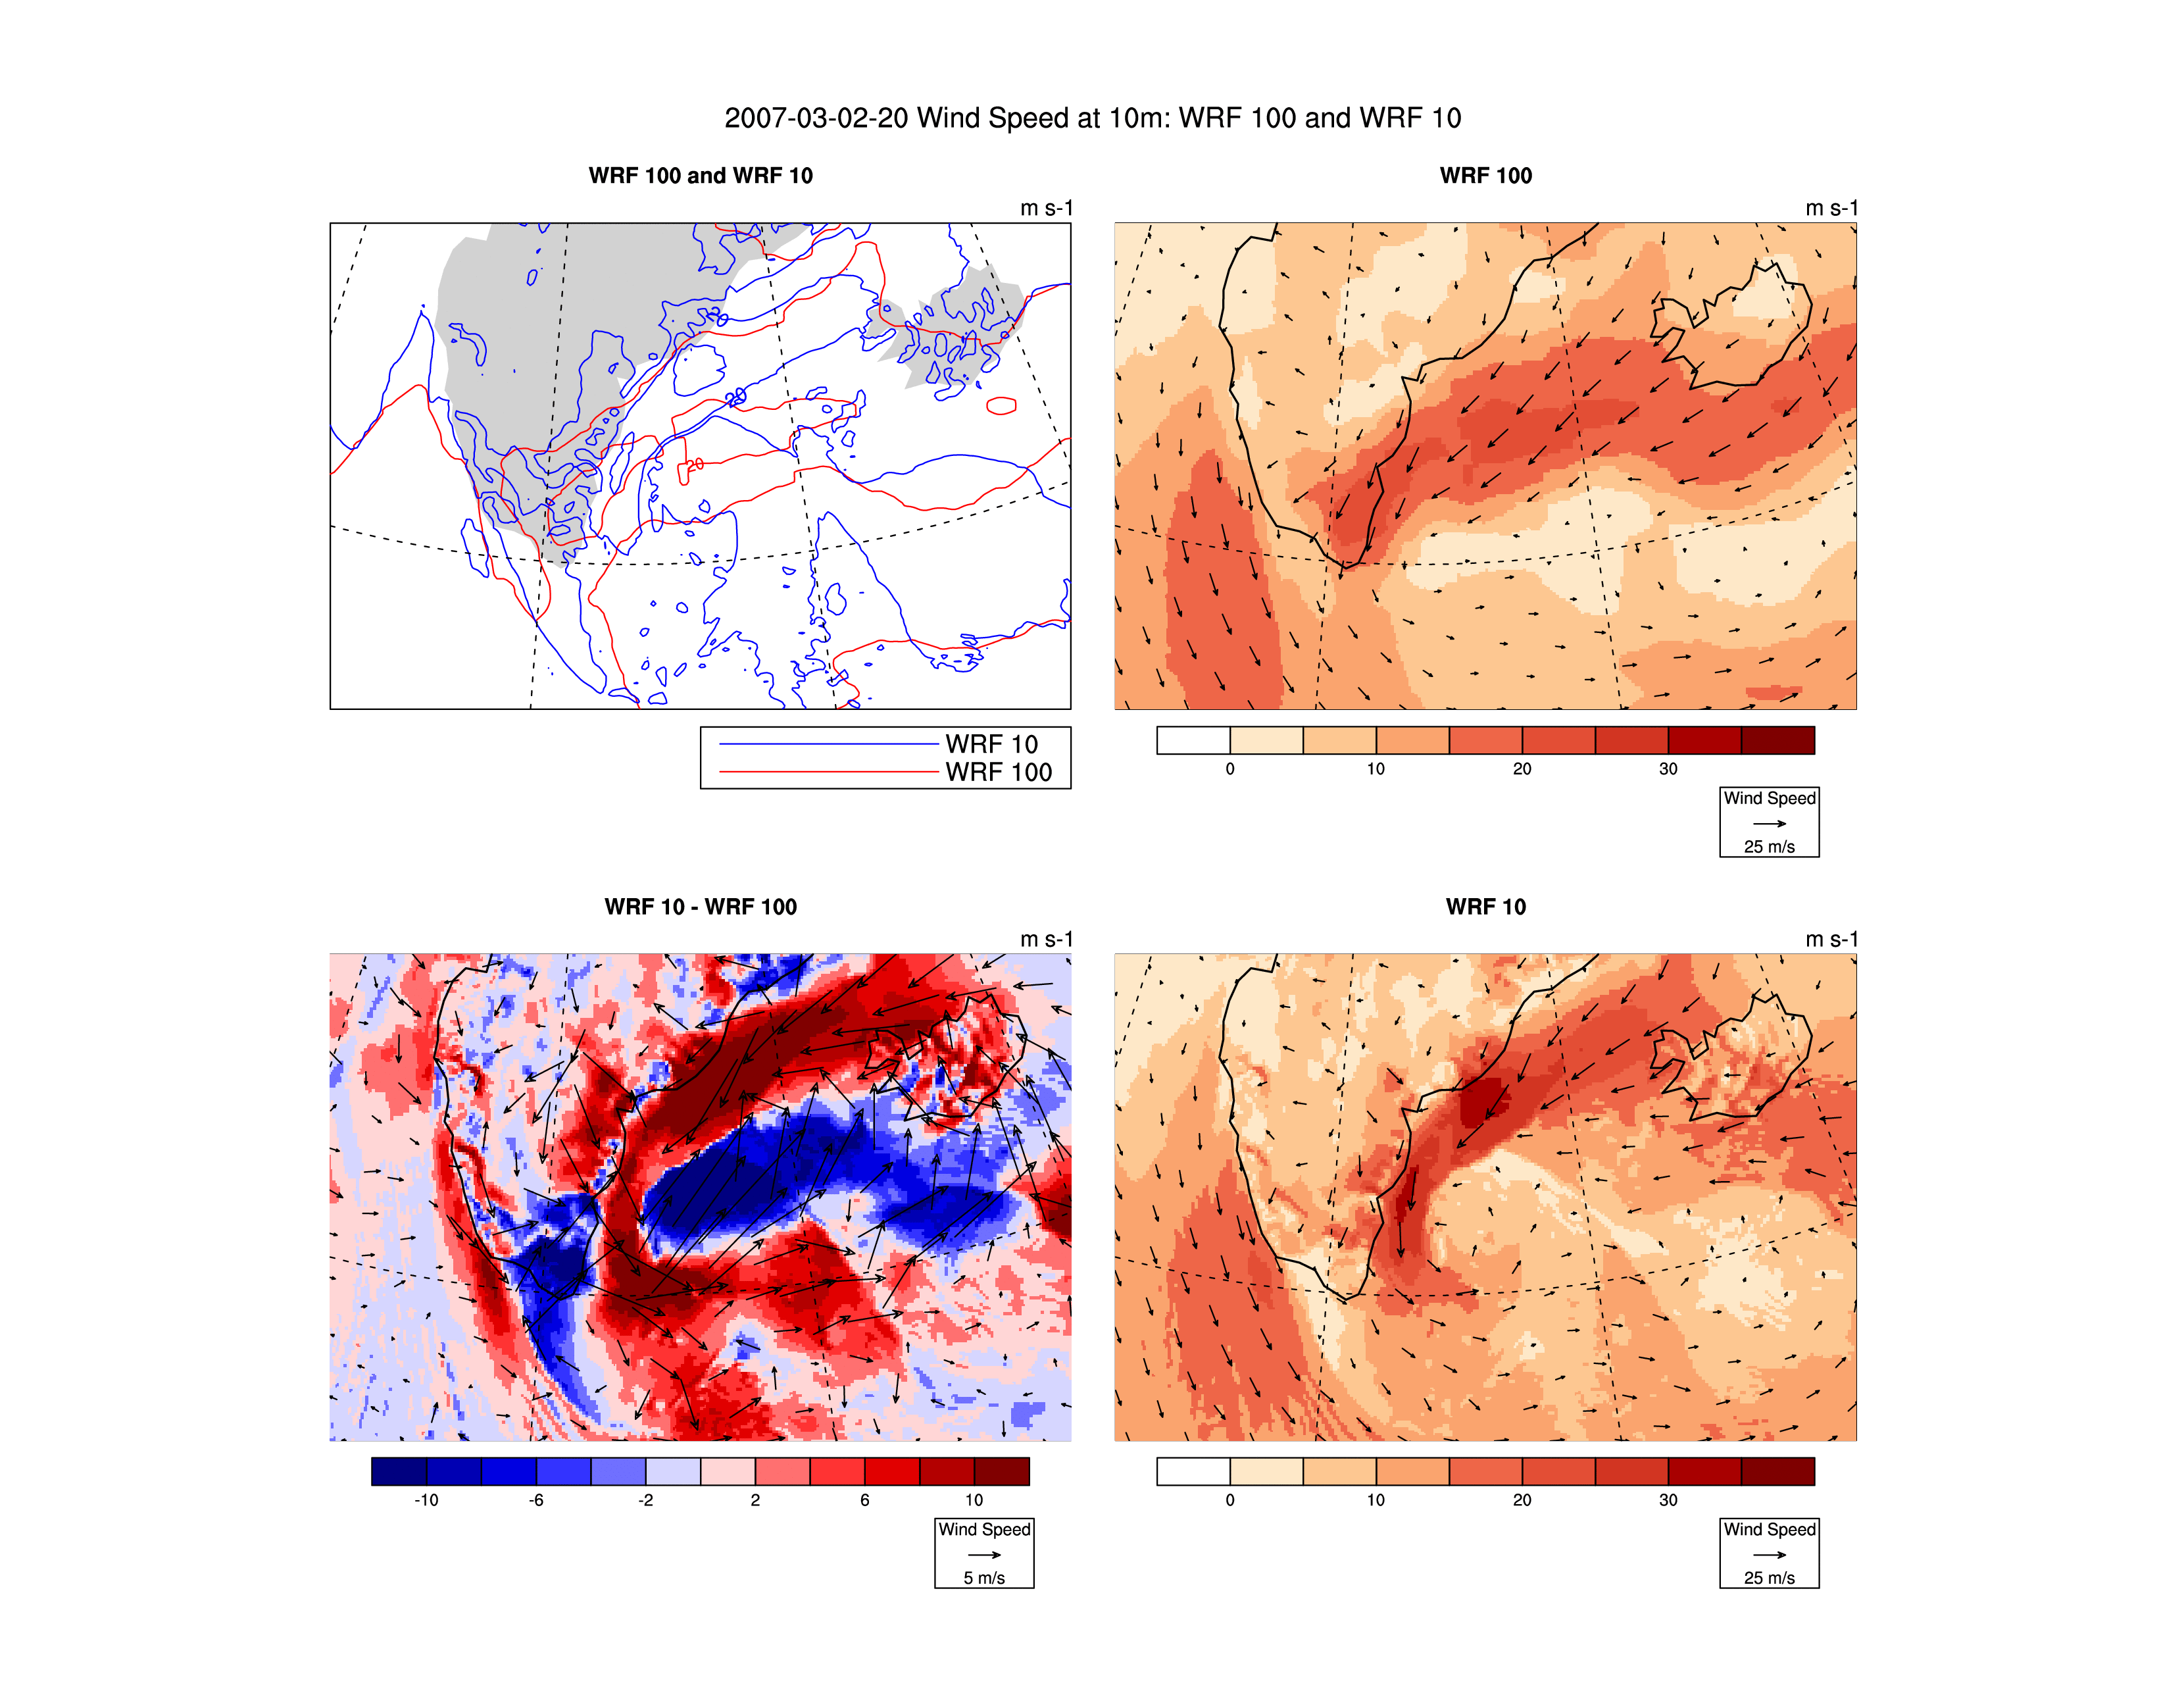 2007-03-02-20 Wind Speed at 10m: WRF 100 and WRF 10
WRF 100 and WRF 10
m s-1
30
20
20
WRF 10
WRF 100
WRF 100
m s-1
0 10 20 30
Wind Speed
25 m/s
WRF 10 - WRF 100
m s-1
-10 -6 -2 2 6 10
Wind Speed
5 m/s
WRF 10
m s-1
0 10 20 30
Wind Speed
25 m/s